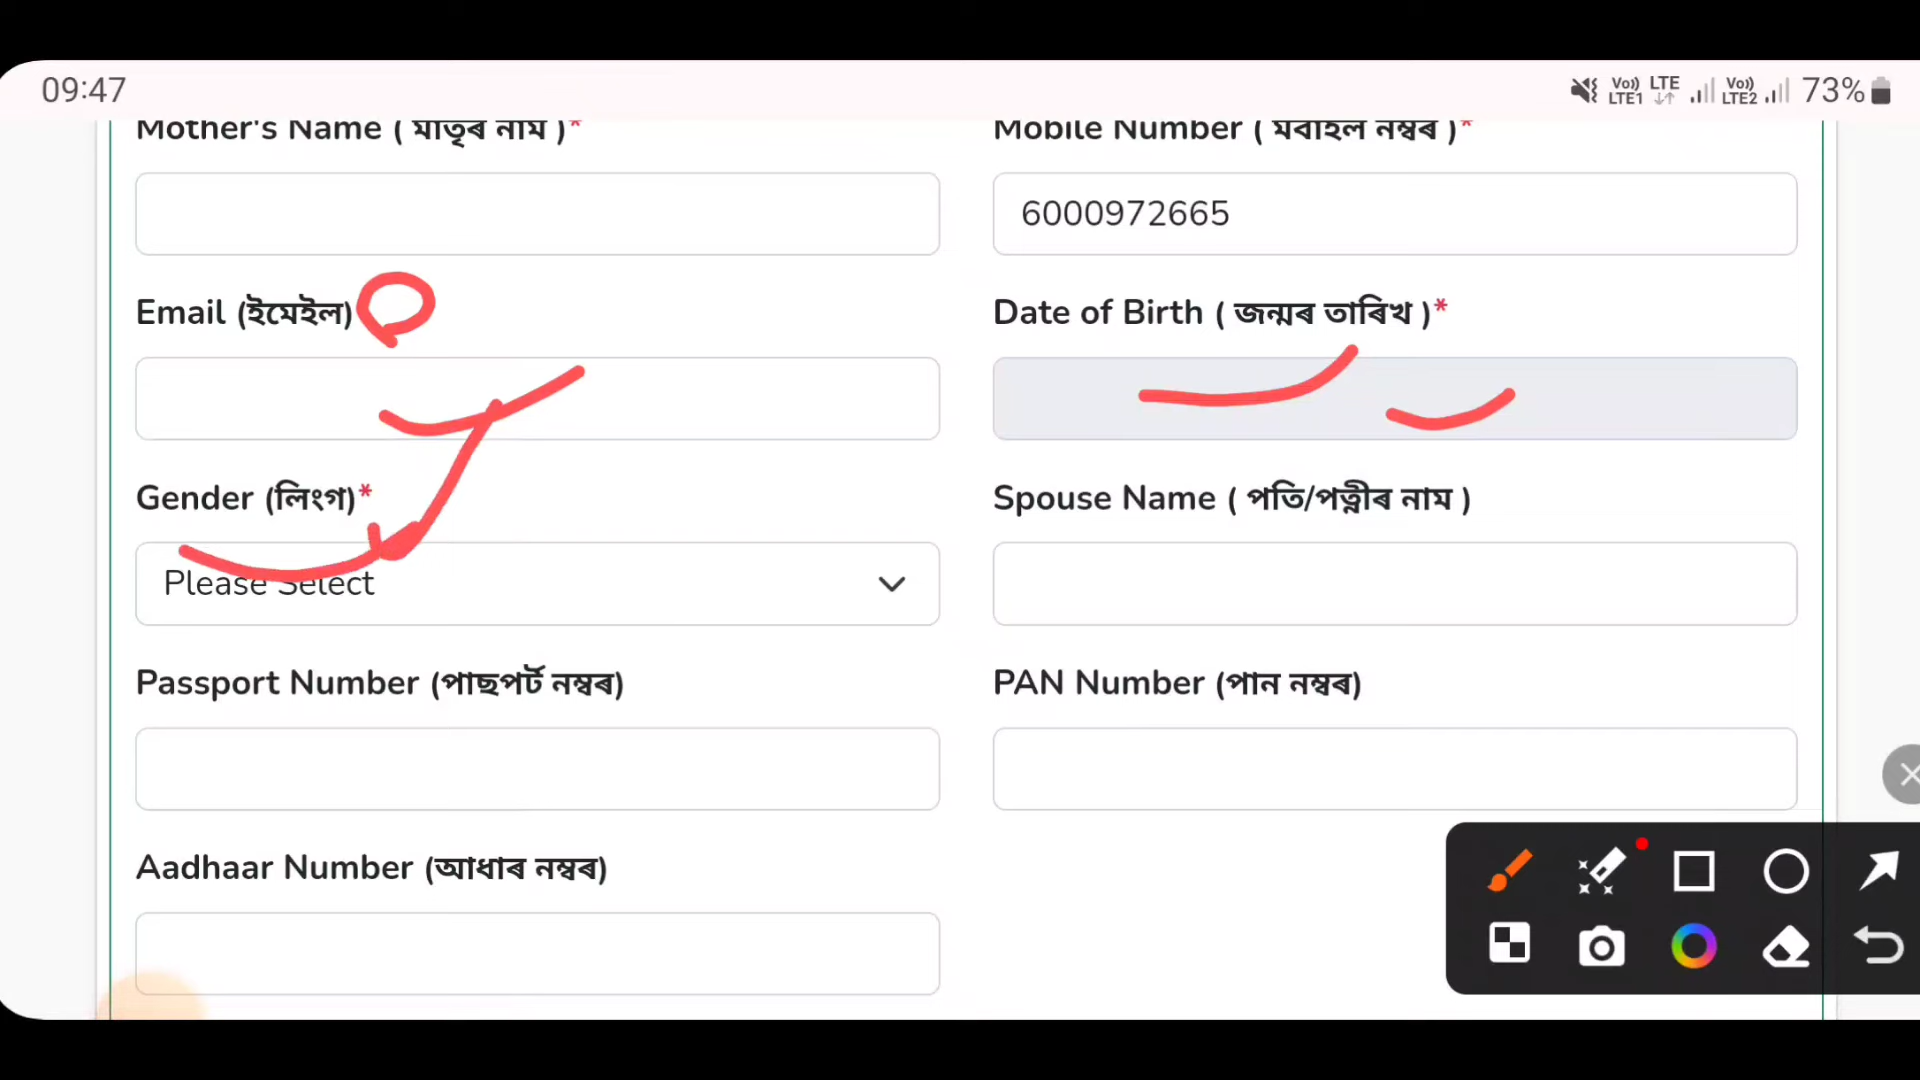 09:47 Vo)) LTE1 LTE Vo)) LTE2 73%
Mother's Name ( মাতৃৰ নাম )* Mobile Number ( মবাইল নম্বৰ )*
6000972665
Email (ইমেইল) Date of Birth ( জন্মৰ তাৰিখ )*
Gender (লিংগ)* Spouse Name ( পতি/পত্নীৰ নাম )
Please Select
Passport Number (পাছপৰ্ট নম্বৰ) PAN Number (পান নম্বৰ)
Aadhaar Number (আধাৰ নম্বৰ)